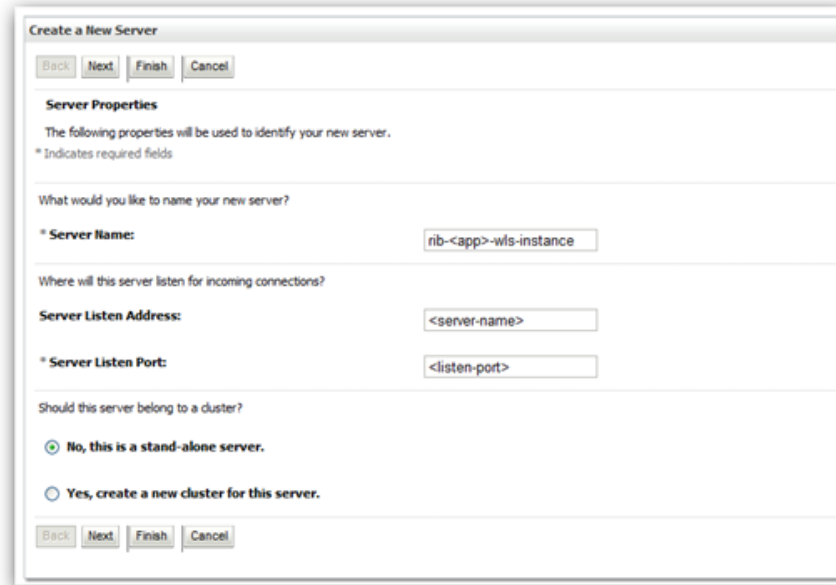 Create a New Server
Back Next Finish Cancel
Server Properties
The following properties will be used to identify your new server.
* Indicates required fields
What would you like to name your new server?
* Server Name: rib-<app>-wls-instance
Where will this server listen for incoming connections?
Server Listen Address: <server-name>
* Server Listen Port: <listen-port>
Should this server belong to a cluster?
No, this is a stand-alone server.
Yes, create a new cluster for this server.
Back Next Finish Cancel